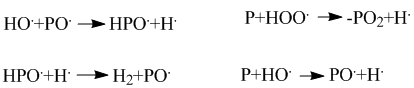 HO·+PO· → HPO·+H·
P+HOO· → -PO₂+H·
HPO·+H· → H₂+PO·
P+HO· → PO·+H·